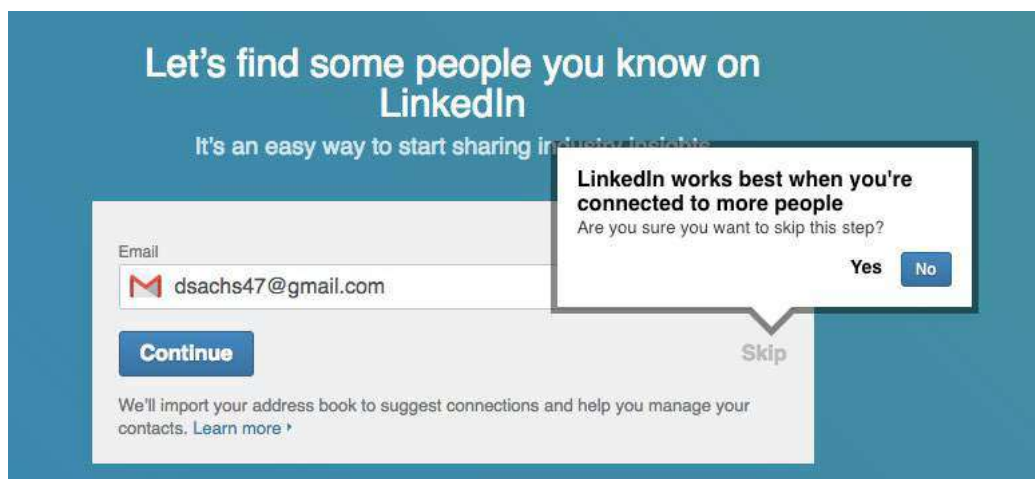 Let's find some people you know on
LinkedIn
It's an easy way to start sharing industry insights
LinkedIn works best when you're
connected to more people
Are you sure you want to skip this step?
Yes No
Email
dsachs47@gmail.com
Continue
Skip
We'll import your address book to suggest connections and help you manage your
contacts. Learn more